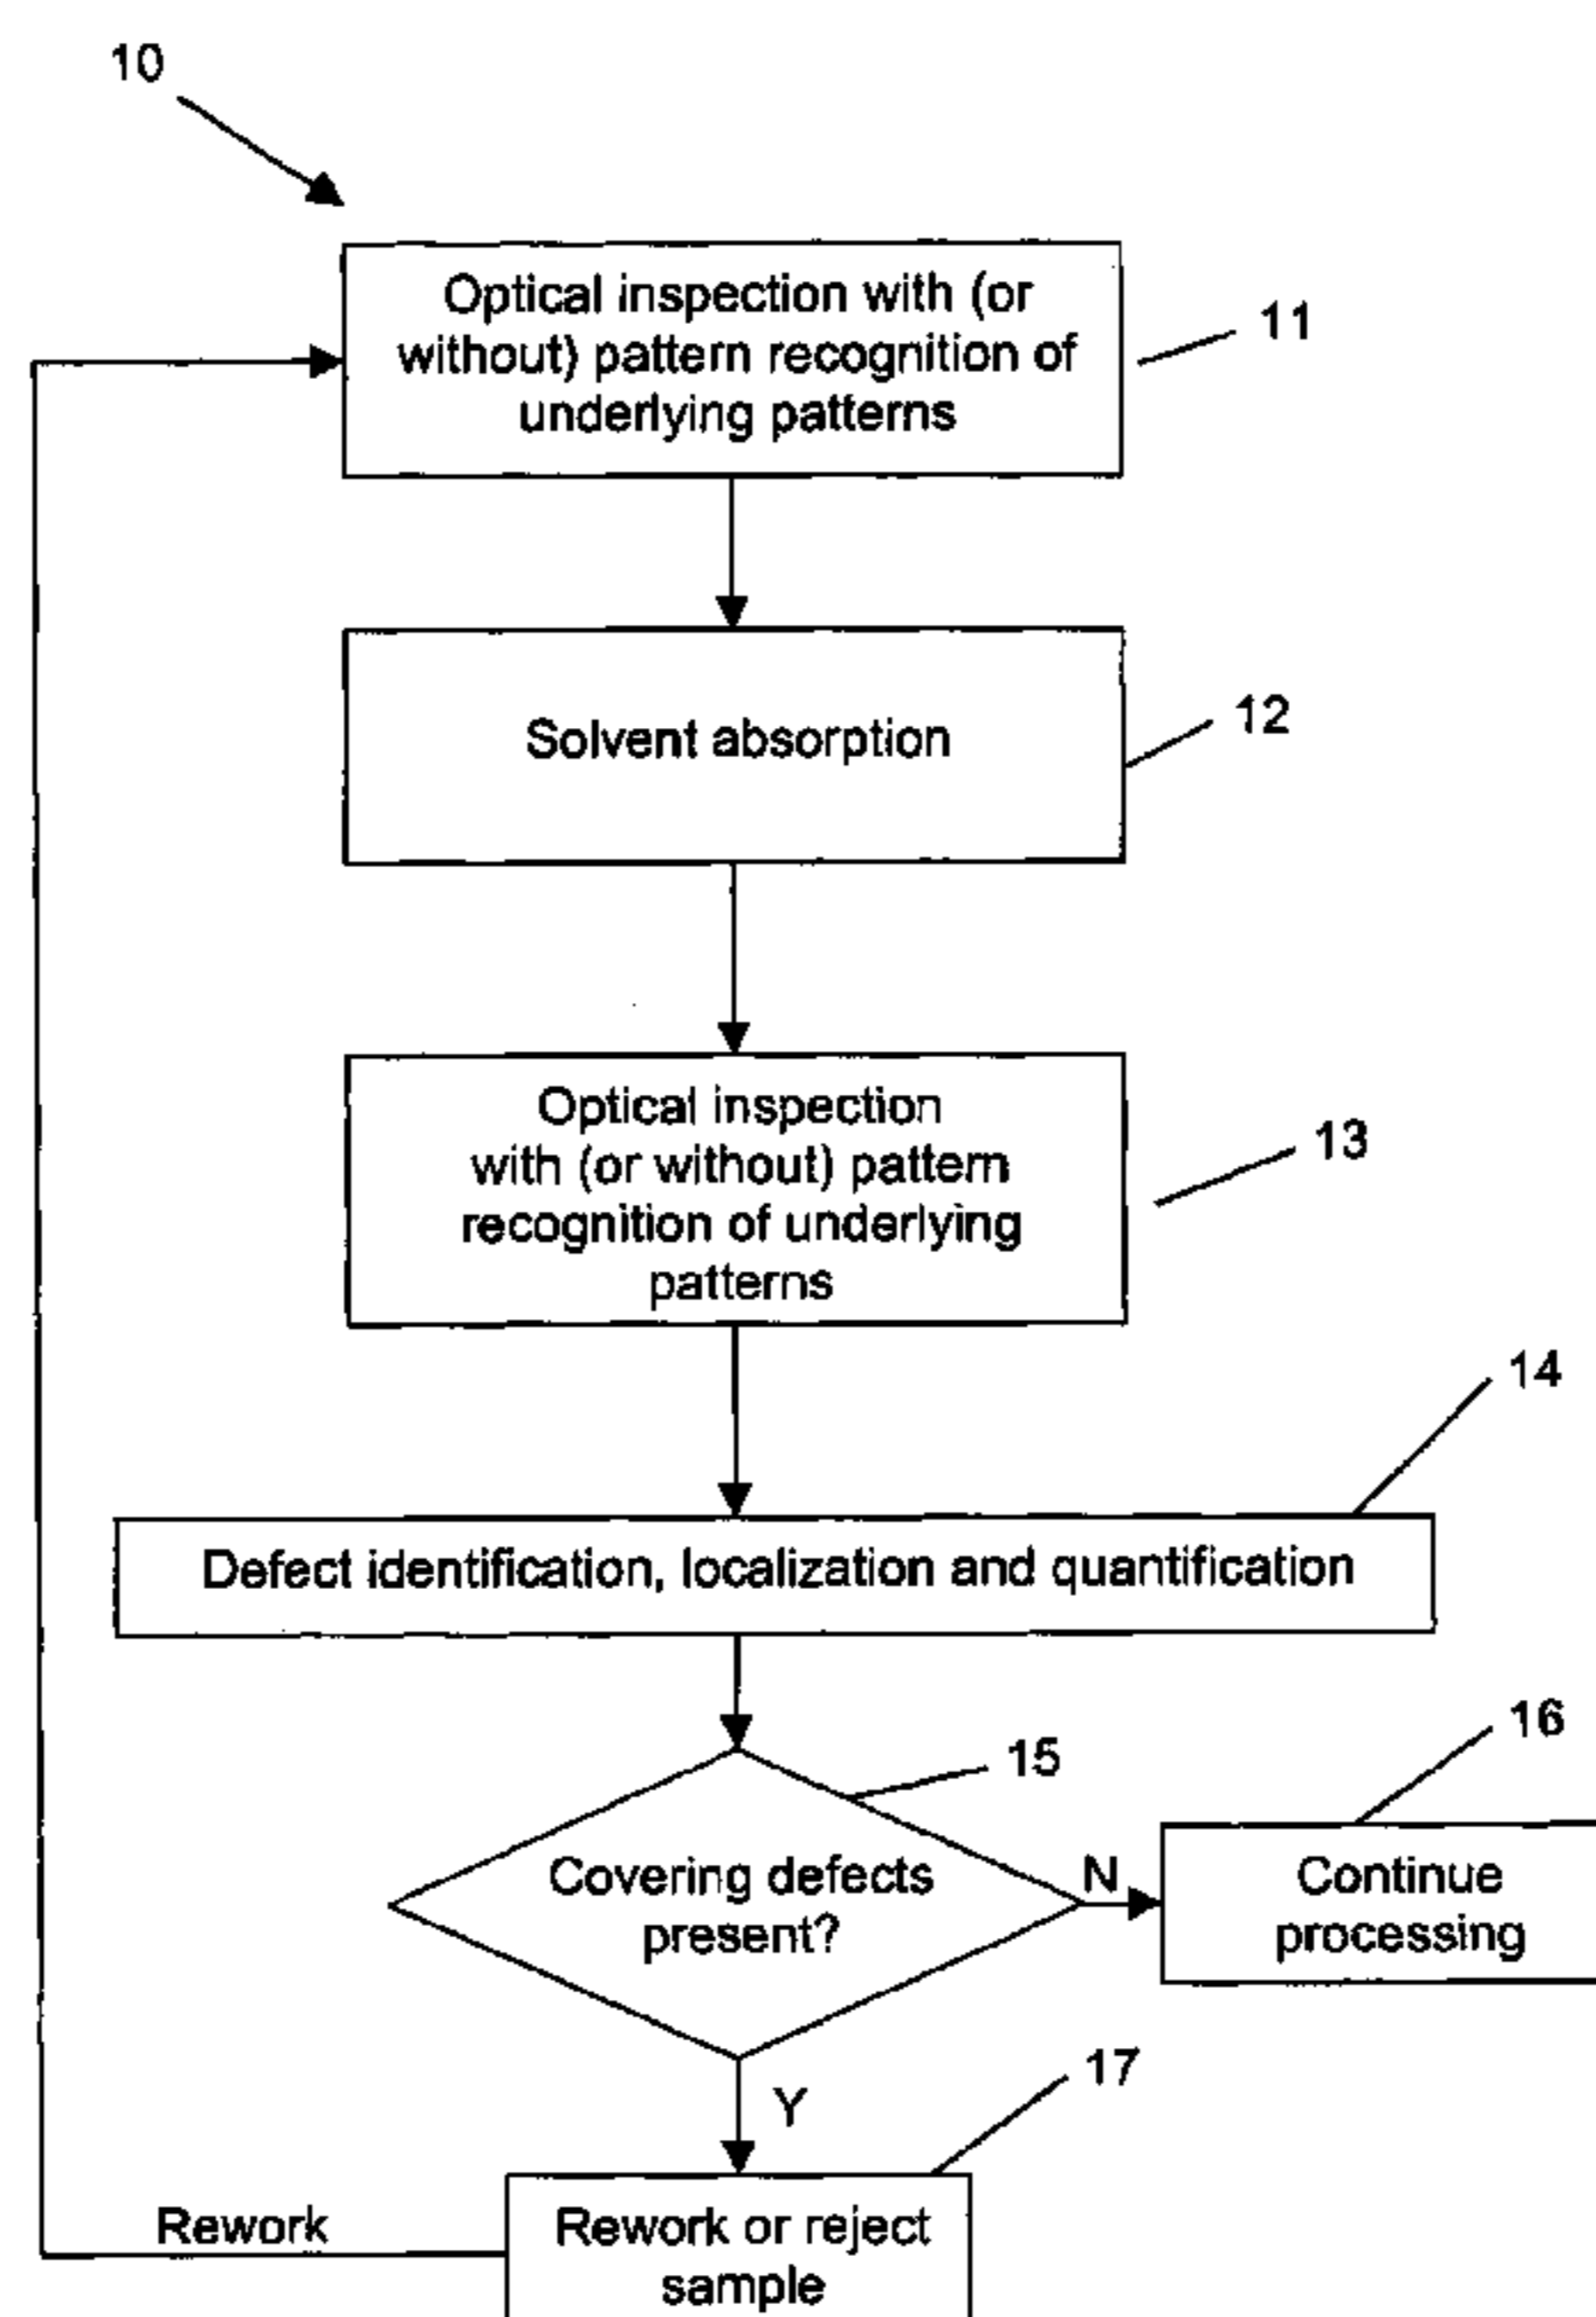 10
Optical inspection with (or
without) pattern recognition of
underlying patterns
11
Solvent absorption
12
Optical inspection
with (or without) pattern
recognition of underlying
patterns
13
14
Defect identification, localization and quantification
15
16
Covering defects
present?
N
Continue
processing
Y
17
Rework
Rework or reject
sample